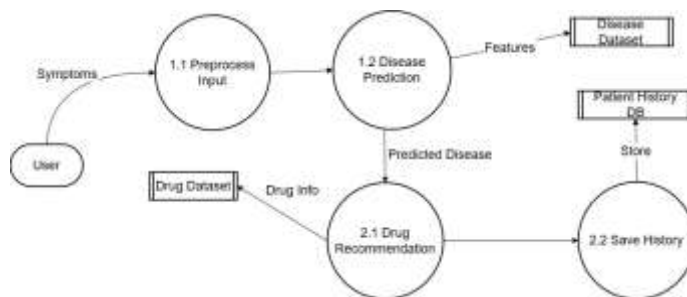 Symptoms
1.1 Preprocess
Input
1.2 Disease
Prediction
Features
Disease
Dataset
Patient History
DB
User
Predicted Disease
Store
Drug Dataset
Drug Info
2.1 Drug
Recommendation
2.2 Save History